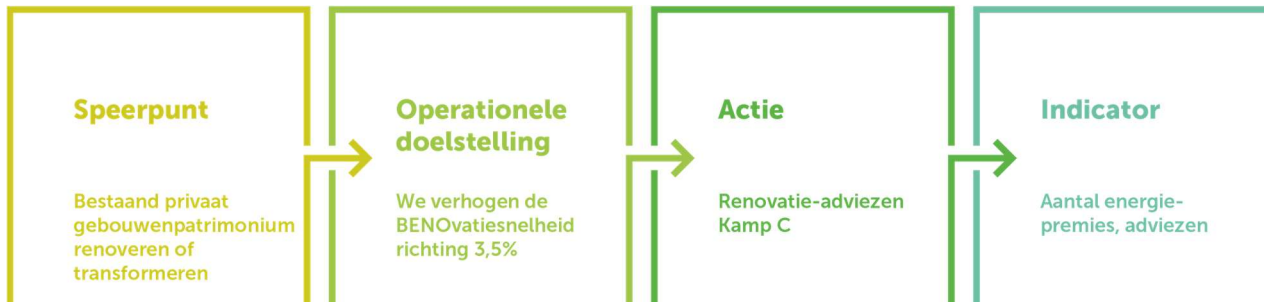 Speerpunt
Bestaand privaat
gebouwenpatrimonium
renoveren of
transformeren
Operationele
doelstelling
We verhogen de
BENOvatiesnelheid
richting 3,5%
Actie
Renovatie-adviezen
Kamp C
Indicator
Aantal energie-
premies, adviezen